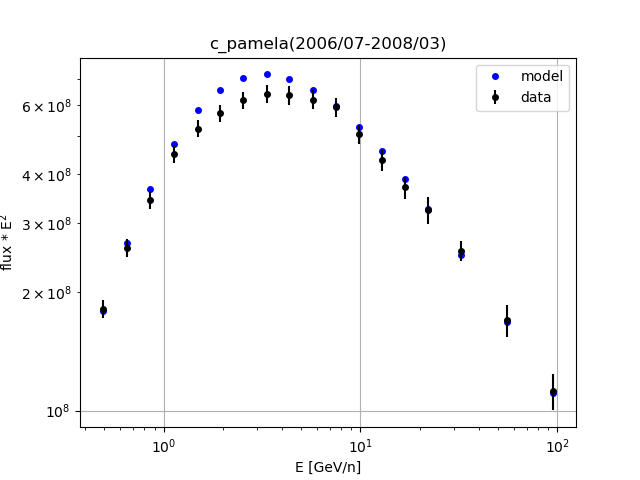 c_pamela(2006/07-2008/03)
model
data
6 × 10⁸
4 × 10⁸
3 × 10⁸
2 × 10⁸
10⁸
flux * E²
10⁰
10¹
10²
E [GeV/n]